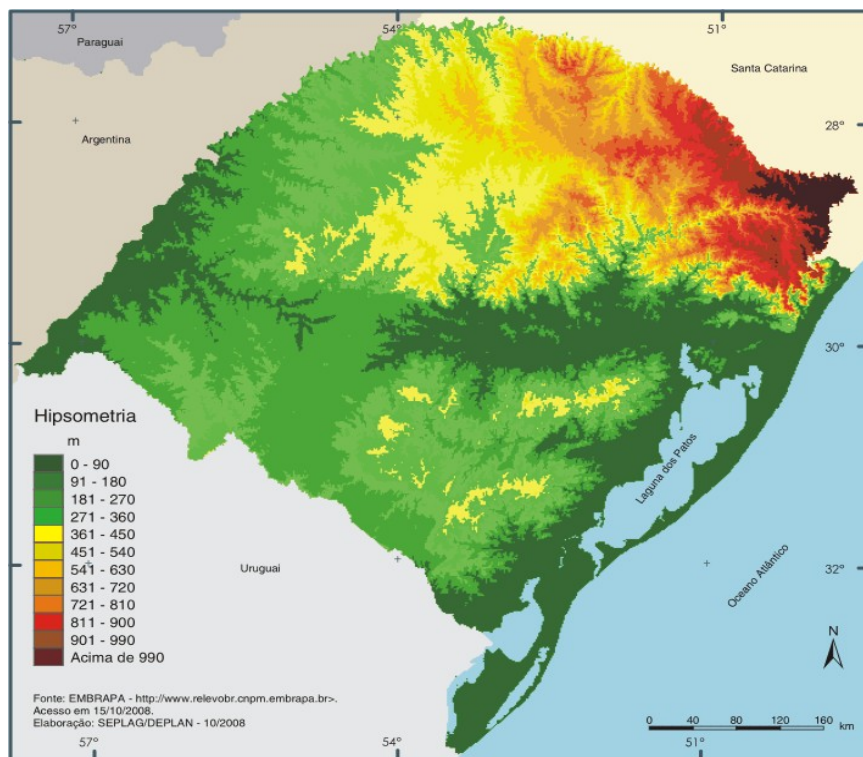 57°
54°
51°
Paraguai
Santa Catarina
Argentina
28°
30°
Hipsometria
m
0 - 90
91 - 180
181 - 270
271 - 360
361 - 450
451 - 540
541 - 630
631 - 720
721 - 810
811 - 900
901 - 990
Acima de 990
Laguna dos Patos
Uruguai
32°
Oceano Atlântico
N
Fonte: EMBRAPA - http://www.relevobr.cnpm.embrapa.br>.
Acesso em 15/10/2008.
Elaboração: SEPLAG/DEPLAN - 10/2008
0 40 80 120 160
km
57°
54°
51°